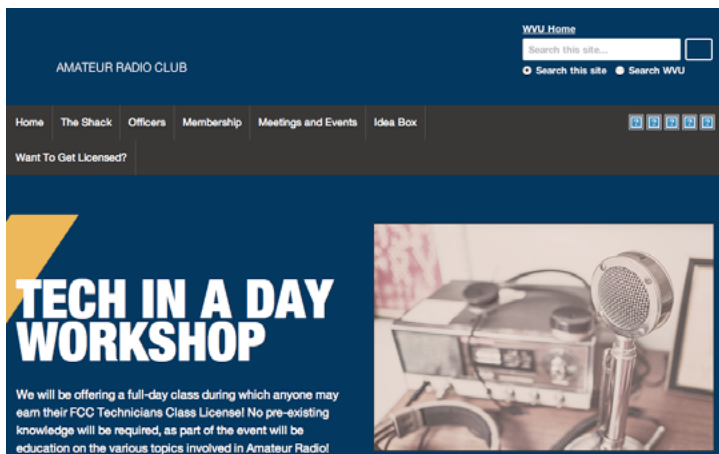 WVU Home
Search this site...
Search this site Search WVU
AMATEUR RADIO CLUB
Home The Shack Officers Membership Meetings and Events Idea Box
Want To Get Licensed?
TECH IN A DAY
WORKSHOP
We will be offering a full-day class during which anyone may
earn their FCC Technicians Class License! No pre-existing
knowledge will be required, as part of the event will be
education on the various topics involved in Amateur Radio!